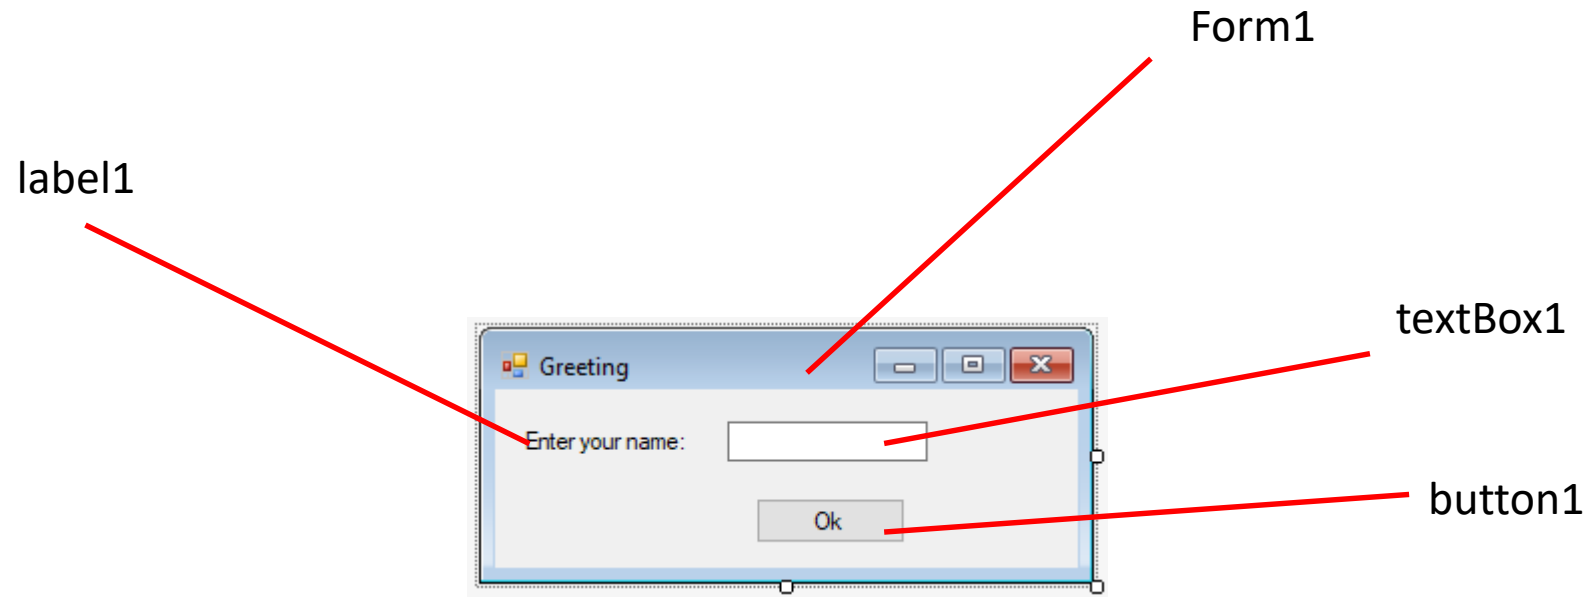 Form1
label1
textBox1
Greeting
Enter your name:
button1
Ok